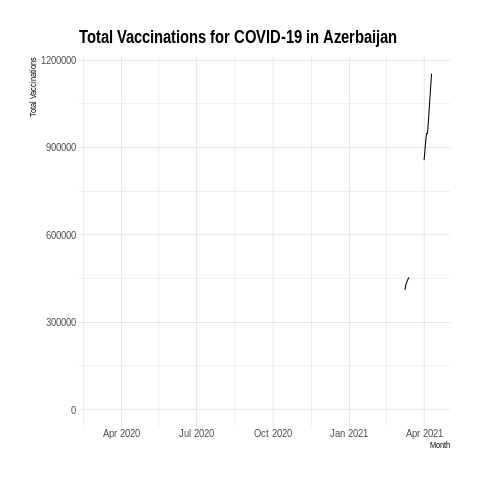 Total Vaccinations for COVID-19 in Azerbaijan
Total Vaccinations
1200000
900000
600000
300000
0
Apr 2020 Jul 2020 Oct 2020 Jan 2021 Apr 2021
Month